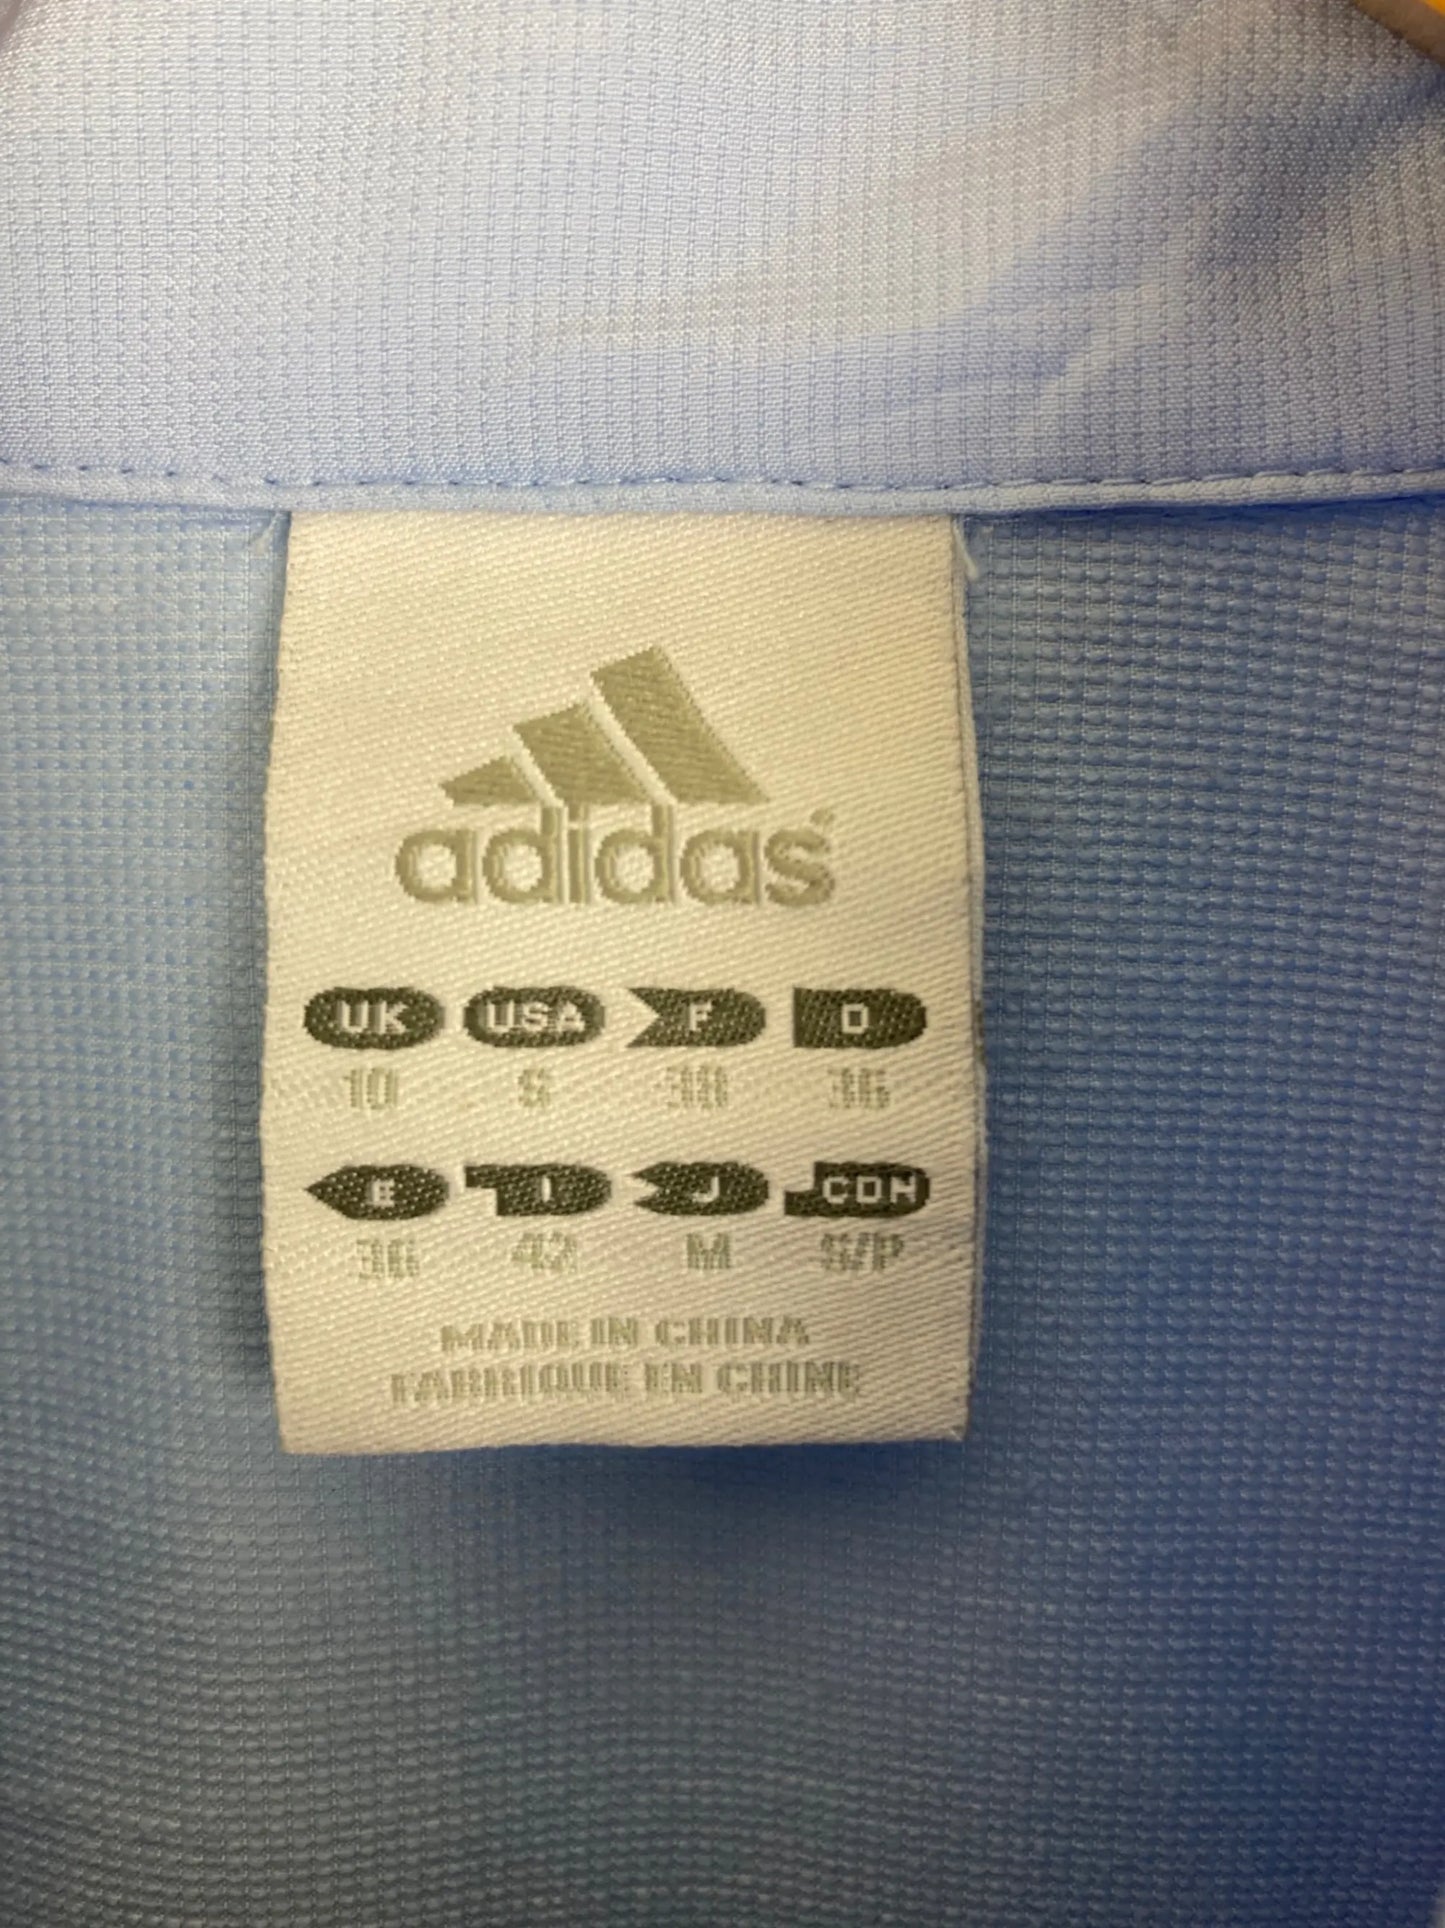 adidas®
UK USA F D
10 S 38 36
E I J CDN
36 42 M S/P
MADE IN CHINA
FABRIQUE EN CHINE